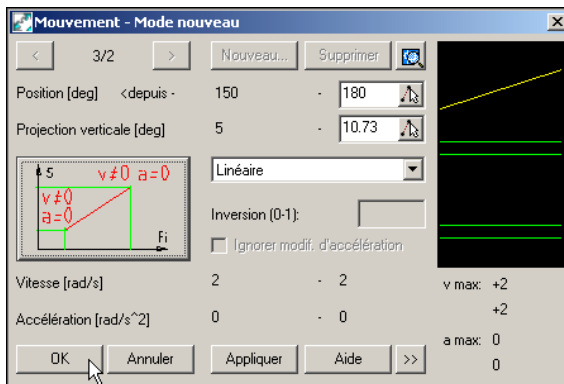 Mouvement - Mode nouveau
< 3/2 > Nouveau... Supprimer
Position [deg] <depuis - 150 - 180
Projection verticale [deg] 5 - 10.73
s v≠0 a=0
v≠0
a=0
Fi
Linéaire
Inversion (0-1):
Ignorer modif. d'accélération
Vitesse [rad/s] 2 - 2 v max: +2
+2
Accélération [rad/s^2] 0 - 0
a max: 0
0
OK Annuler Appliquer Aide >>